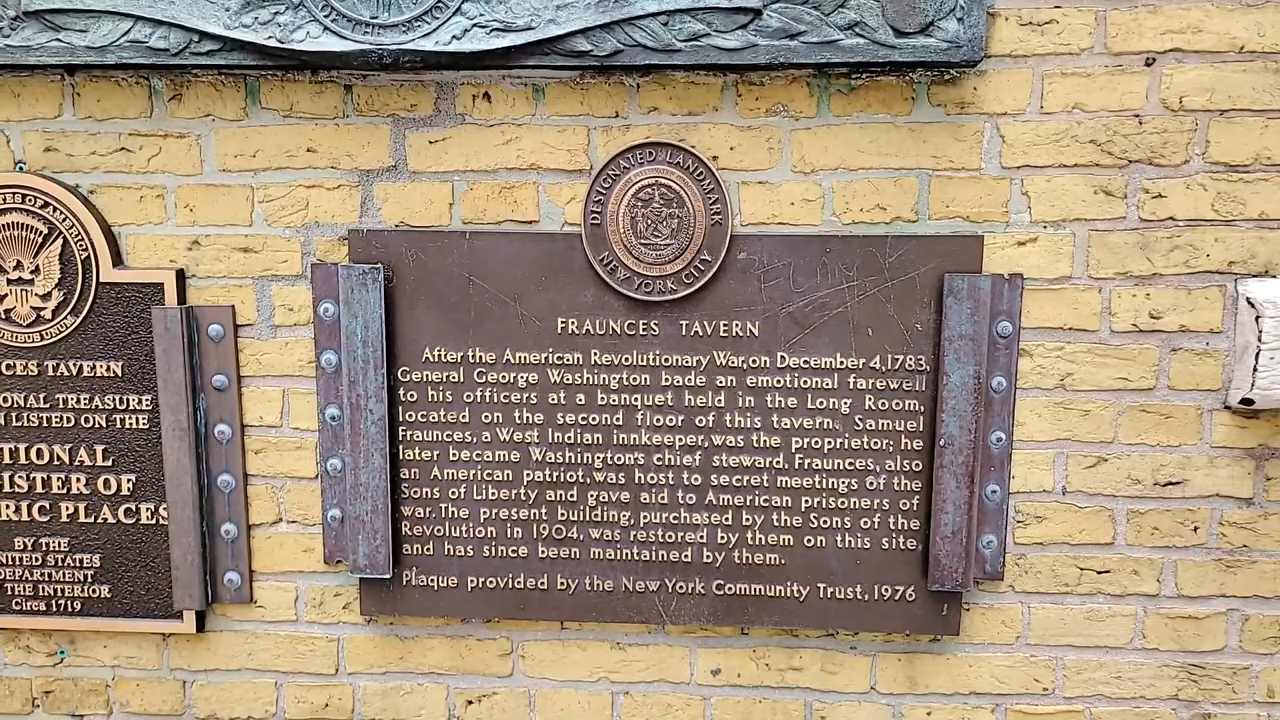 OF THE REVOL
TES OF AMERICA
PLURIBUS UNUM
CES TAVERN
ONAL TREASURE
N LISTED ON THE
TIONAL
ISTER OF
RIC PLACES
BY THE
NITED STATES
DEPARTMENT
THE INTERIOR
Circa 1719
DESIGNATED LANDMARK
NEW YORK CITY
FRAUNCES TAVERN
After the American Revolutionary War, on December 4, 1783,
General George Washington bade an emotional farewell
to his officers at a banquet held in the Long Room,
located on the second floor of this tavern. Samuel
Fraunces, a West Indian innkeeper, was the proprietor; he
later became Washington's chief steward. Fraunces, also
an American patriot, was host to secret meetings of the
Sons of Liberty and gave aid to American prisoners of
war. The present building, purchased by the Sons of the
Revolution in 1904, was restored by them on this site
and has since been maintained by them.
Plaque provided by the New York Community Trust, 1976